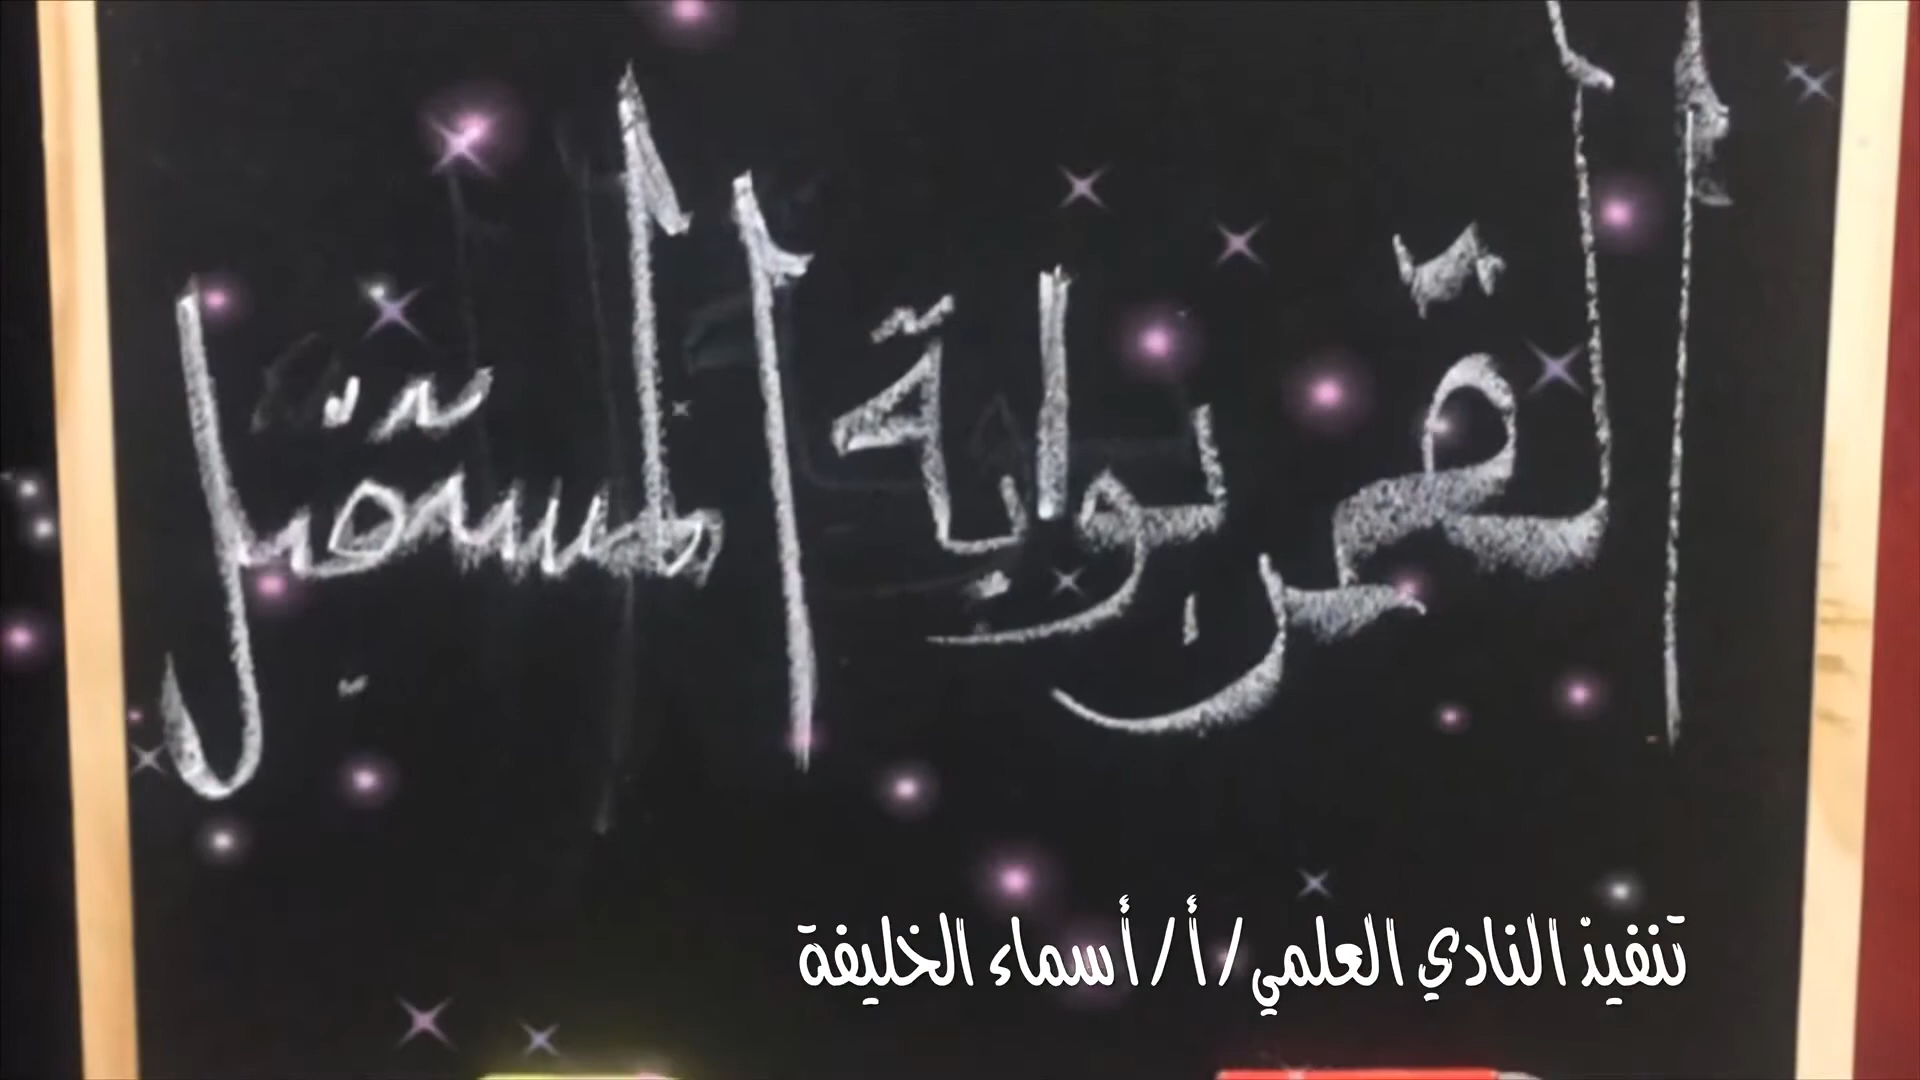 القمر بوابة المستقبل
تنفيذ النادي العلمي / أ / أسماء الخليفة